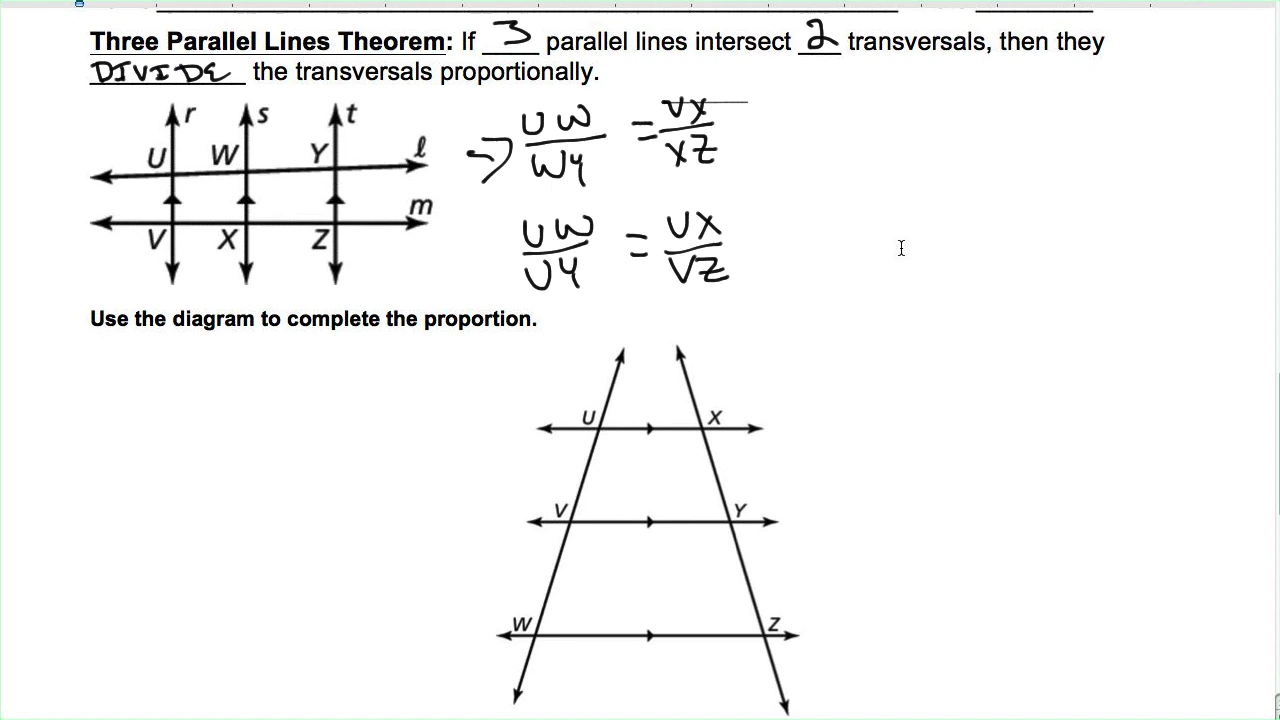 Three Parallel Lines Theorem: If 3 parallel lines intersect 2 transversals, then they
DIVIDE the transversals proportionally.
r s t
U W Y l
m
V X Z
UW/WY = VX/XZ
UW/UY = VX/VZ
Use the diagram to complete the proportion.
U X
V Y
W Z